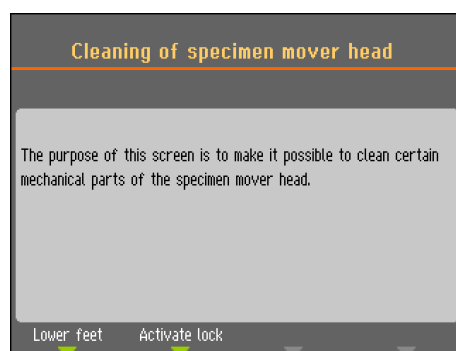 Cleaning of specimen mover head
The purpose of this screen is to make it possible to clean certain
mechanical parts of the specimen mover head.
Lower feet Activate lock